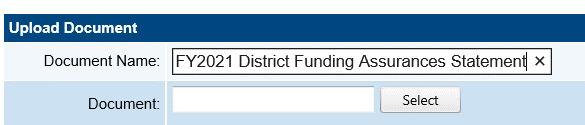 Upload Document
Document Name: FY2021 District Funding Assurances Statement ×
Document: Select